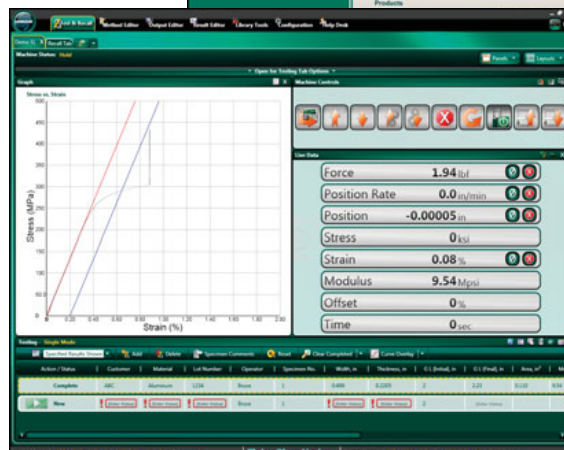 Products
Test & Recall
Method Editor
Output Editor
Result Editor
Library Tools
Configuration
Help Desk
Recall Tab
Machine Status: Hold
Panels
Layouts
Open for Testing Tab Options
Graph
Machine Controls
Stress vs. Strain
Stress (MPa)
500
450
400
350
300
250
200
150
100
50.0
0
0.20 0.40 0.60 0.80 1.00 1.20 1.40 1.60 1.80 2.00
Strain (%)
Live Data
Force 1.94 lbf
Position Rate 0.0 in/min
Position -0.00005 in
Stress 0 ksi
Strain 0.08 %
Modulus 9.54 Mpsi
Offset 0 %
Time 0 sec
Testing - Single Mode
Specified Results Shown Add Delete Specimen Comments Reset Clear Completed Curve Overlay
Action / Status Customer Material Lot Number Operator Specimen No. Width, in Thickness, in G L (Initial), in G L (Final), in Area, in²
Complete ABC Aluminum 1234 Bruce 1 0.499 0.2205 2 2.23 0.110 9.54
New (Enter Value) (Enter Value) (Enter Value) Bruce 1 (Enter Value) (Enter Value) 2 (Enter Value)